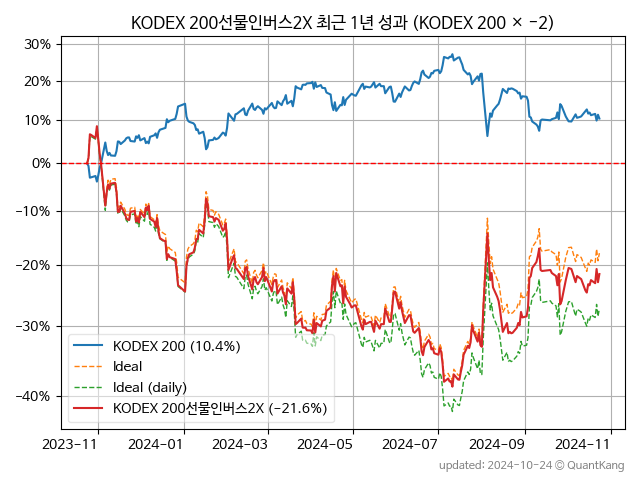 KODEX 200선물인버스2X 최근 1년 성과 (KODEX 200 × −2)
30%
20%
10%
0%
−10%
−20%
−30%
−40%
KODEX 200 (10.4%)
Ideal
Ideal (daily)
KODEX 200선물인버스2X (−21.6%)
2023-11 2024-01 2024-03 2024-05 2024-07 2024-09 2024-11
updated: 2024-10-24 © QuantKang